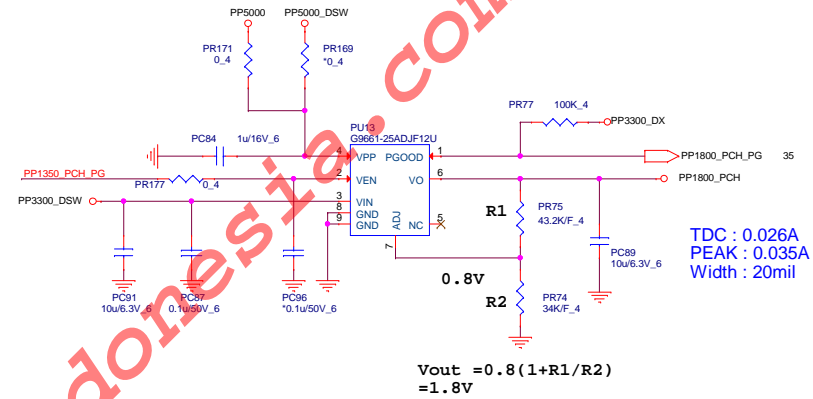 PP5000 PP5000_DSW
PR171 PR169
0_4 *0_4
PR77 100K_4
PP3300_DX
PU13
G9661-25ADJF12U
PC84 1u/16V_6
4 VPP PGOOD 1
PP1800_PCH_PG 35
PP1350_PCH_PG
PR177 0_4
2 VEN VO 6
PP1800_PCH
PP3300_DSW
3 VIN
8 GND
9 GND ADJ NC 5
7
R1 PR75
43.2K/F_4
PC89
10u/6.3V_6
TDC : 0.026A
PEAK : 0.035A
Width : 20mil
0.8V
R2 PR74
34K/F_4
PC91 PC87 PC96
10u/6.3V_6 0.1u/50V_6 *0.1u/50V_6
Vout =0.8(1+R1/R2)
=1.8V
donesia.com